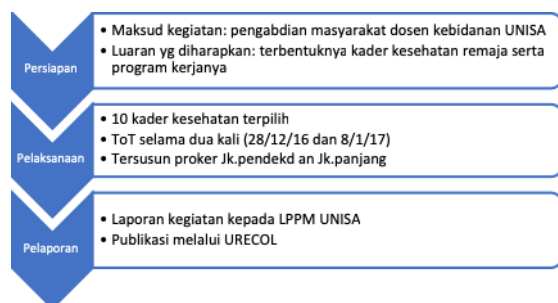 Persiapan
• Maksud kegiatan: pengabdian masyarakat dosen kebidanan UNISA
• Luaran yg diharapkan: terbentuknya kader kesehatan remaja serta
program kerjanya
Pelaksanaan
• 10 kader kesehatan terpilih
• ToT selama dua kali (28/12/16 dan 8/1/17)
• Tersusun proker Jk.pendekd an Jk.panjang
Pelaporan
• Laporan kegiatan kepada LPPM UNISA
• Publikasi melalui URECOL